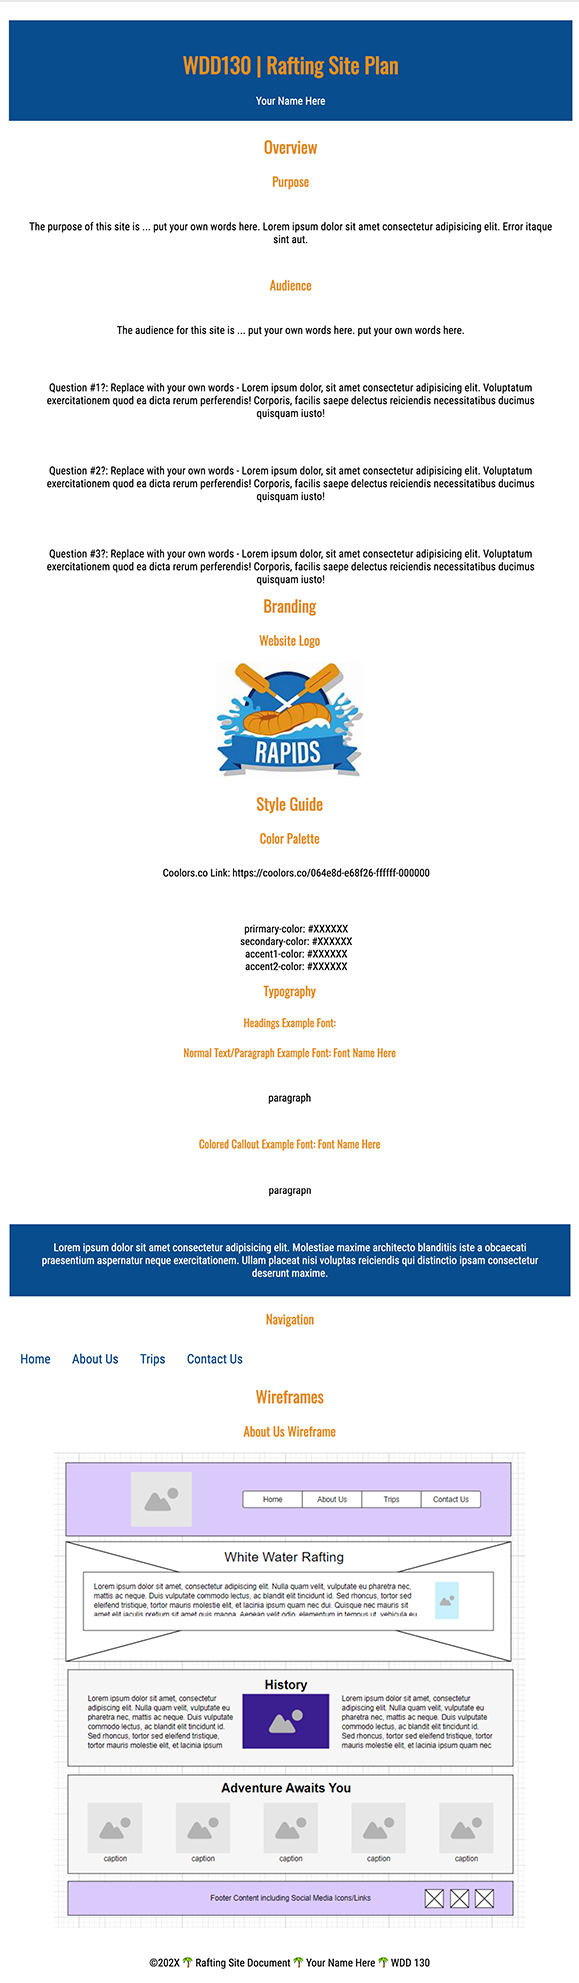 WDD130 | Rafting Site Plan
Your Name Here
Overview
Purpose
The purpose of this site is ... put your own words here. Lorem ipsum dolor sit amet consectetur adipisicing elit. Error itaque
sint aut.
Audience
The audience for this site is ... put your own words here. put your own words here.
Question #1?: Replace with your own words - Lorem ipsum dolor, sit amet consectetur adipisicing elit. Voluptatum
exercitationem quod ea dicta rerum perferendis! Corporis, facilis saepe delectus reiciendis necessitatibus ducimus
quisquam iusto!
Question #2?: Replace with your own words - Lorem ipsum dolor, sit amet consectetur adipisicing elit. Voluptatum
exercitationem quod ea dicta rerum perferendis! Corporis, facilis saepe delectus reiciendis necessitatibus ducimus
quisquam iusto!
Question #3?: Replace with your own words - Lorem ipsum dolor, sit amet consectetur adipisicing elit. Voluptatum
exercitationem quod ea dicta rerum perferendis! Corporis, facilis saepe delectus reiciendis necessitatibus ducimus
quisquam iusto!
Branding
Website Logo
RAPIDS
Style Guide
Color Palette
Coolors.co Link: https://coolors.co/064e8d-e68f26-ffffff-000000
prirmary-color: #XXXXXX
secondary-color: #XXXXXX
accent1-color: #XXXXXX
accent2-color: #XXXXXX
Typography
Headings Example Font:
Normal Text/Paragraph Example Font: Font Name Here
paragraph
Colored Callout Example Font: Font Name Here
paragrapn
Lorem ipsum dolor sit amet consectetur adipisicing elit. Molestiae maxime architecto blanditiis iste a obcaecati
praesentium aspernatur neque exercitationem. Ullam placeat nisi voluptas reiciendis qui distinctio ipsam consectetur
deserunt maxime.
Navigation
Home About Us Trips Contact Us
Wireframes
About Us Wireframe
Home About Us Trips Contact Us
White Water Rafting
Lorem ipsum dolor sit amet, consectetur adipiscing elit. Nulla quam velit, vulputate eu pharetra nec,
mattis ac neque. Duis vulputate commodo lectus, ac blandit elit tincidunt id. Sed rhoncus, tortor sed
eleifend tristique, tortor mauris molestie elit, et lacinia ipsum quam nec dui. Quisque nec mauris sit
amet elit iaculis pretium sit amet quis magna. Aenean velit odio, elementum in tempus ut, vehicula eu
History
Lorem ipsum dolor sit amet, consectetur
adipiscing elit. Nulla quam velit, vulputate eu
pharetra nec, mattis ac neque. Duis vulputate
commodo lectus, ac blandit elit tincidunt id.
Sed rhoncus, tortor sed eleifend tristique,
tortor mauris molestie elit, et lacinia ipsum
Lorem ipsum dolor sit amet, consectetur
adipiscing elit. Nulla quam velit, vulputate eu
pharetra nec, mattis ac neque. Duis vulputate
commodo lectus, ac blandit elit tincidunt id.
Sed rhoncus, tortor sed eleifend tristique, tortor
mauris molestie elit, et lacinia ipsum quam nec
Adventure Awaits You
caption caption caption caption caption
Footer Content including Social Media Icons/Links
©202X 🌴 Rafting Site Document 🌴 Your Name Here 🌴 WDD 130